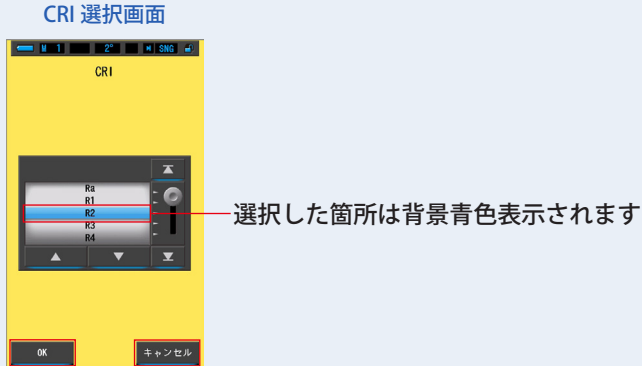 CRI 選択画面
M 1 2° SNG
CRI
Ra
R1
R2
R3
R4
選択した箇所は背景青色表示されます
OK キャンセル